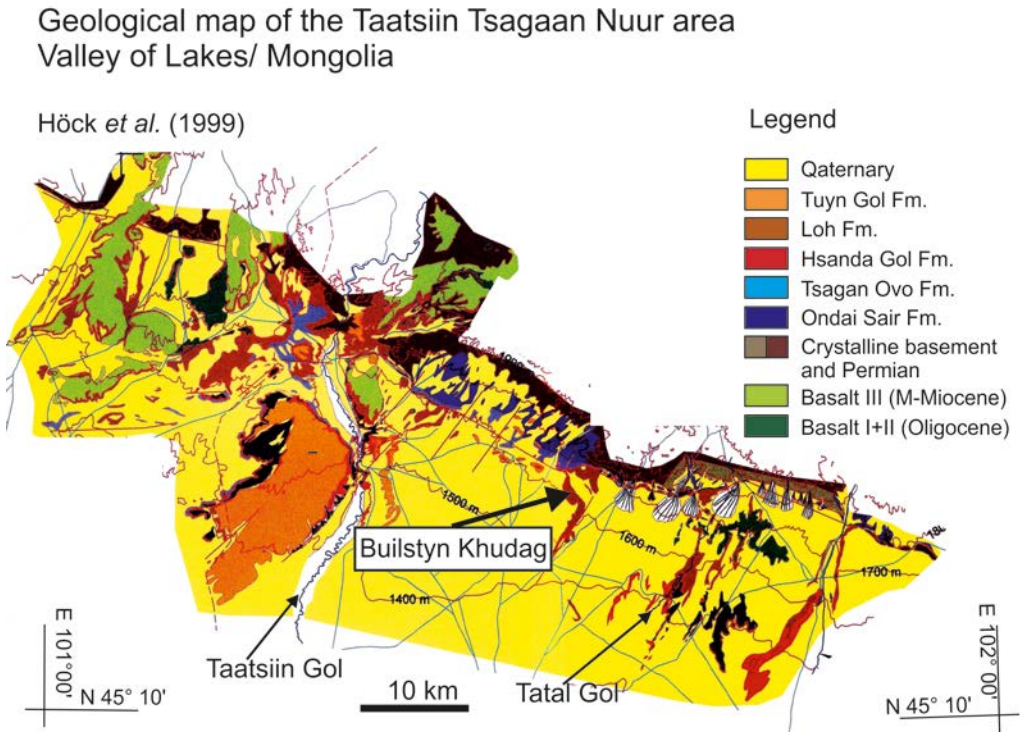 Geological map of the Taatsiin Tsagaan Nuur area
Valley of Lakes/ Mongolia
Höck et al. (1999)
Legend
Qaternary
Tuyn Gol Fm.
Loh Fm.
Hsanda Gol Fm.
Tsagan Ovo Fm.
Ondai Sair Fm.
Crystalline basement
and Permian
Basalt III (M-Miocene)
Basalt I+II (Oligocene)
1500 m
Builstyn Khudag
1600 m
1700 m
1400 m
Taatsiin Gol
Tatal Gol
10 km
E 101°00'
N 45° 10'
E 102° 00'
N 45° 10'